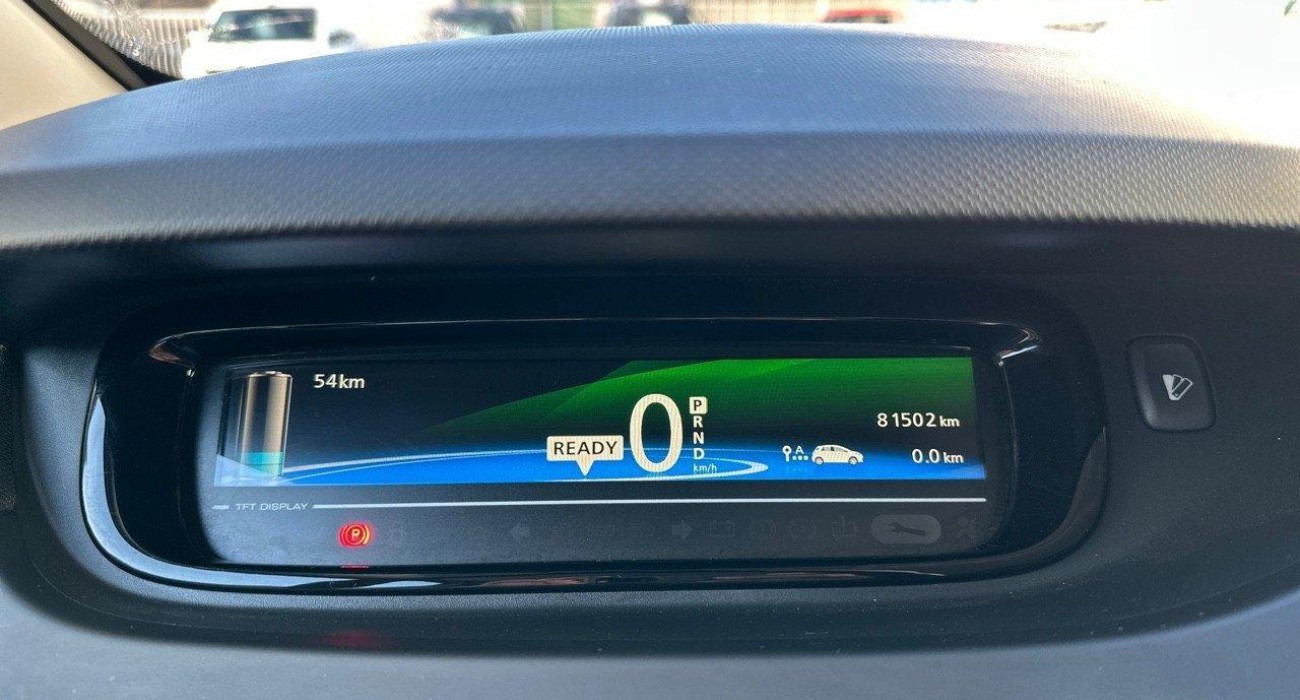 54km
READY
0
km/h
P
R
N
D
A
81502 km
0.0 km
TFT DISPLAY
P